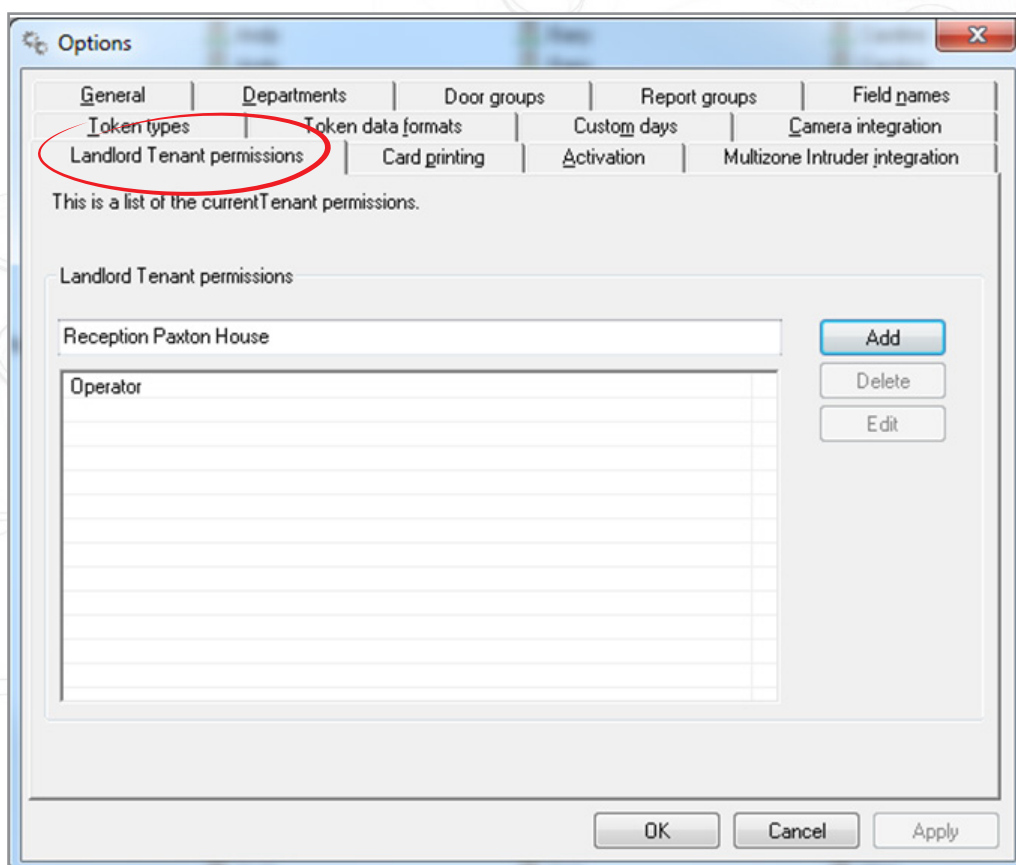 Options
General Departments Door groups Report groups Field names
Token types Token data formats Custom days Camera integration
Landlord Tenant permissions Card printing Activation Multizone Intruder integration
This is a list of the currentTenant permissions.
Landlord Tenant permissions
Reception Paxton House Add
Operator Delete
Edit
OK Cancel Apply